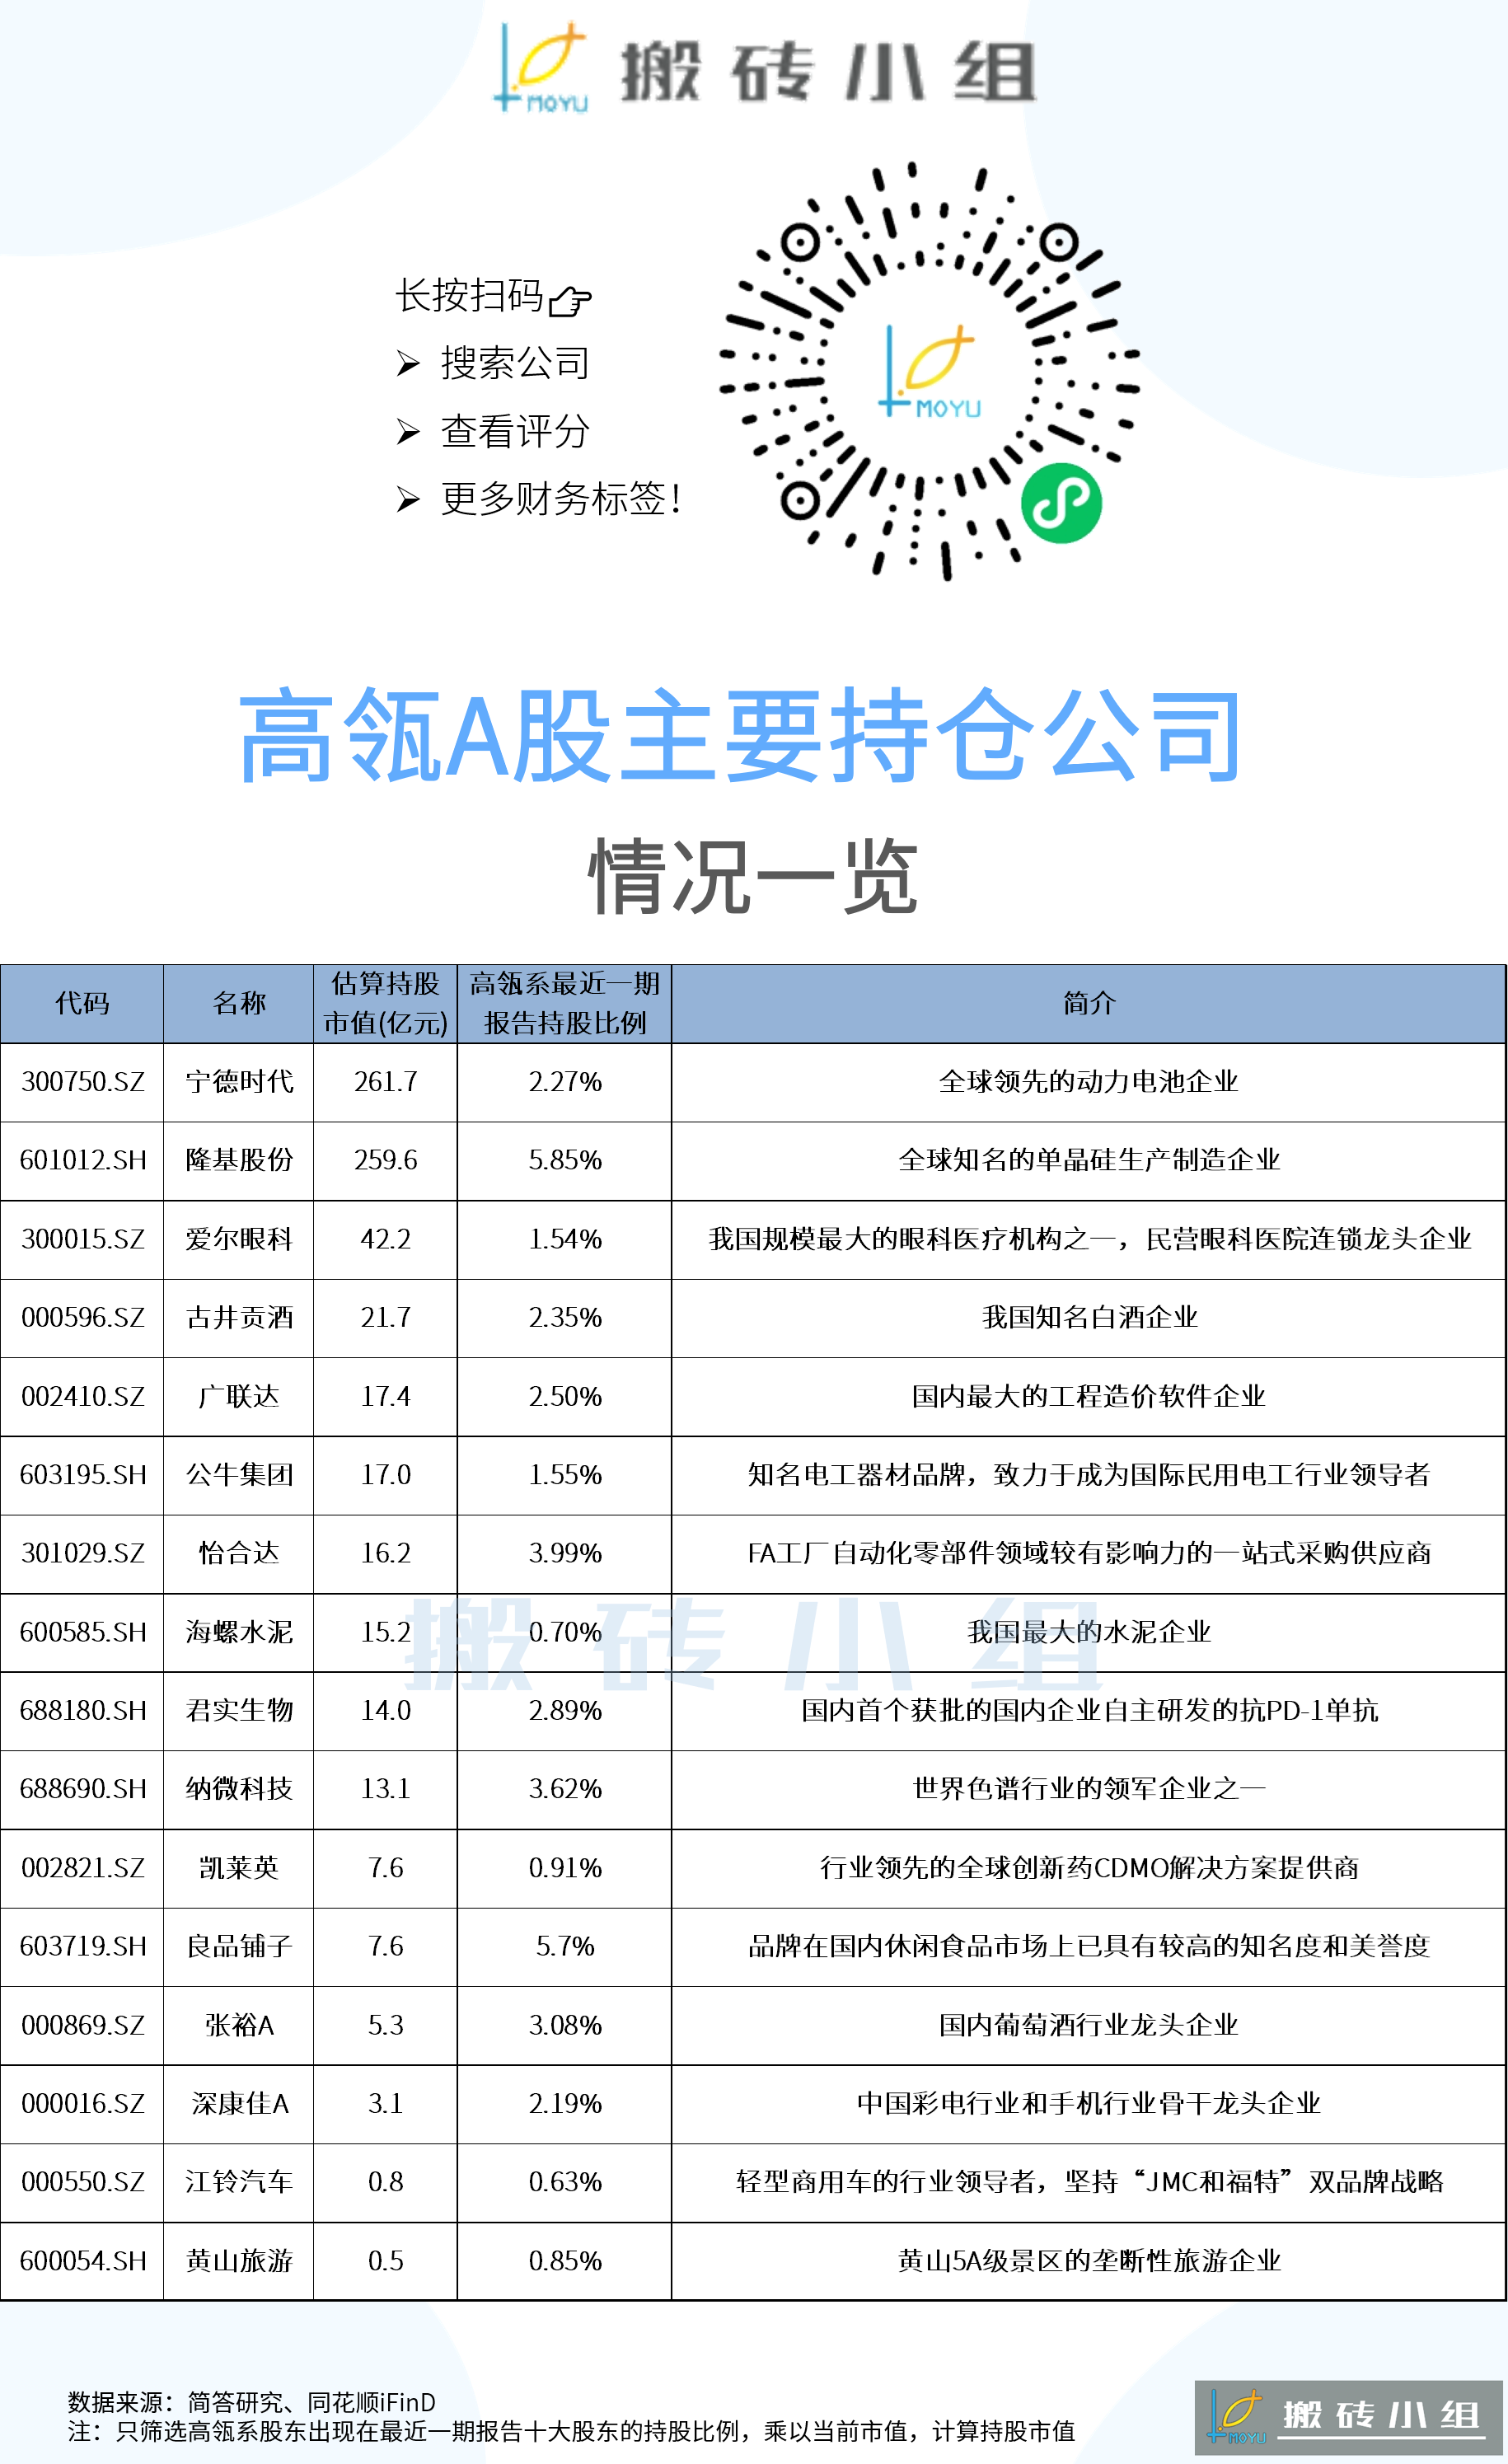 MOYU 搬砖小组
长按扫码
搜索公司
查看评分
更多财务标签！
MOYU
高瓴A股主要持仓公司
情况一览
代码 名称 估算持股市值(亿元) 高瓴系最近一期报告持股比例 简介
300750.SZ 宁德时代 261.7 2.27% 全球领先的动力电池企业
601012.SH 隆基股份 259.6 5.85% 全球知名的单晶硅生产制造企业
300015.SZ 爱尔眼科 42.2 1.54% 我国规模最大的眼科医疗机构之一，民营眼科医院连锁龙头企业
000596.SZ 古井贡酒 21.7 2.35% 我国知名白酒企业
002410.SZ 广联达 17.4 2.50% 国内最大的工程造价软件企业
603195.SH 公牛集团 17.0 1.55% 知名电工器材品牌，致力于成为国际民用电工行业领导者
301029.SZ 怡合达 16.2 3.99% FA工厂自动化零部件领域较有影响力的一站式采购供应商
600585.SH 海螺水泥 15.2 0.70% 我国最大的水泥企业
搬砖小组
688180.SH 君实生物 14.0 2.89% 国内首个获批的国内企业自主研发的抗PD-1单抗
688690.SH 纳微科技 13.1 3.62% 世界色谱行业的领军企业之一
002821.SZ 凯莱英 7.6 0.91% 行业领先的全球创新药CDMO解决方案提供商
603719.SH 良品铺子 7.6 5.7% 品牌在国内休闲食品市场上已具有较高的知名度和美誉度
000869.SZ 张裕A 5.3 3.08% 国内葡萄酒行业龙头企业
000016.SZ 深康佳A 3.1 2.19% 中国彩电行业和手机行业骨干龙头企业
000550.SZ 江铃汽车 0.8 0.63% 轻型商用车的行业领导者，坚持“JMC和福特”双品牌战略
600054.SH 黄山旅游 0.5 0.85% 黄山5A级景区的垄断性旅游企业
数据来源：简答研究、同花顺iFinD
注：只筛选高瓴系股东出现在最近一期报告十大股东的持股比例，乘以当前市值，计算持股市值
MOYU 搬砖小组